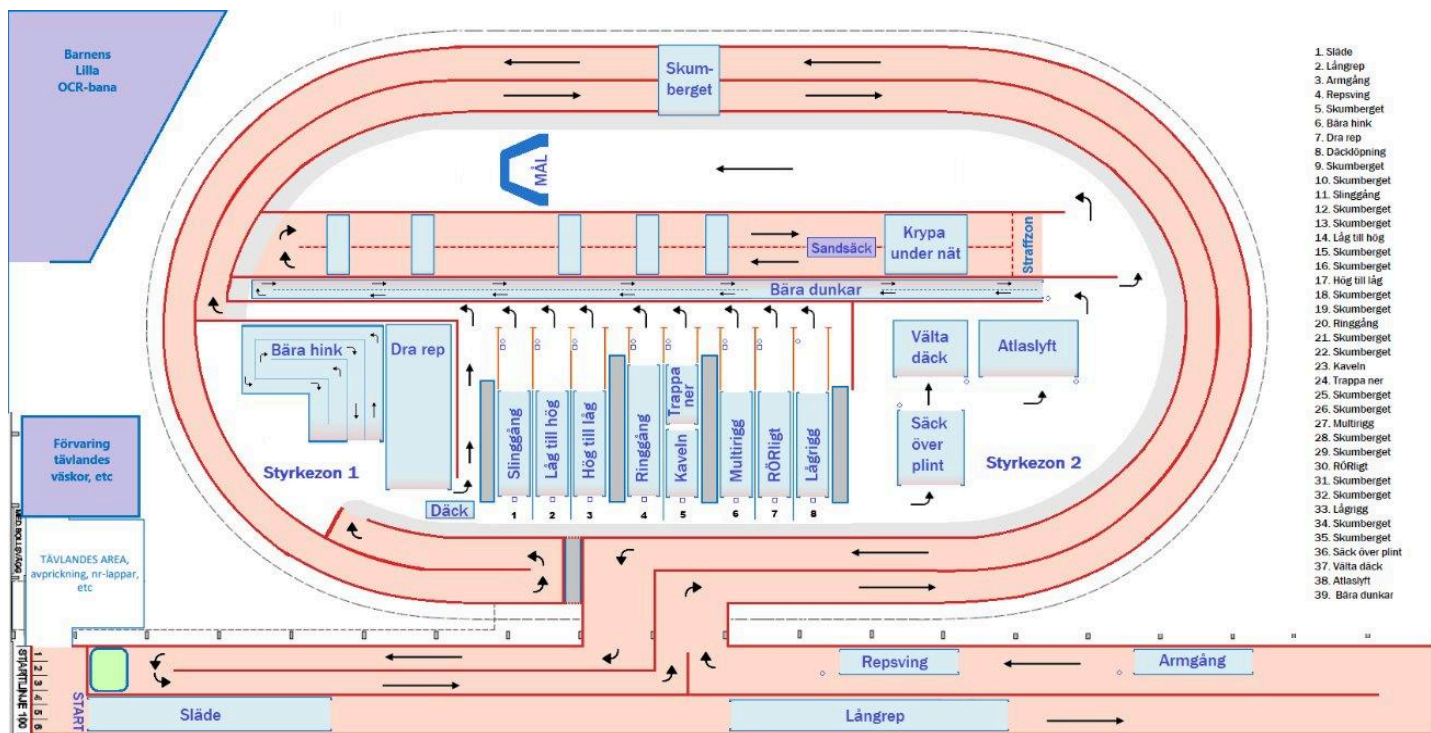 Barnens
Lilla
OCR-bana
Skum-
berget
MÅL
Sandsäck
Krypa
under nät
Straffzon
Bära dunkar
Bära hink
Dra rep
Styrkezon 1
Däck
Slinggång
Låg till hög
Hög till låg
Ringgång
Trappa
ner
Kaveln
Multirigg
RÖRligt
Lågrigg
1
2
3
4
5
6
7
8
Välta
däck
Atlaslyft
Säck
över
plint
Styrkezon 2
Förvaring
tävlandes
väskor, etc
MED BOLLSVÄGG
TÄVLANDES AREA,
avprickning, nr-lappar,
etc
STARTLINJE 100
1
2
3
4
5
6
START
Släde
Långrep
Repsving
Armgång
1. Släde
2. Långrep
3. Armgång
4. Repsving
5. Skumberget
6. Bära hink
7. Dra rep
8. Däcklöpning
9. Skumberget
10. Skumberget
11. Slinggång
12. Skumberget
13. Skumberget
14. Låg till hög
15. Skumberget
16. Skumberget
17. Hög till låg
18. Skumberget
19. Skumberget
20. Ringgång
21. Skumberget
22. Skumberget
23. Kaveln
24. Trappa ner
25. Skumberget
26. Skumberget
27. Multirigg
28. Skumberget
29. Skumberget
30. RÖRligt
31. Skumberget
32. Skumberget
33. Lågrigg
34. Skumberget
35. Skumberget
36. Säck över plint
37. Välta däck
38. Atlaslyft
39. Bära dunkar